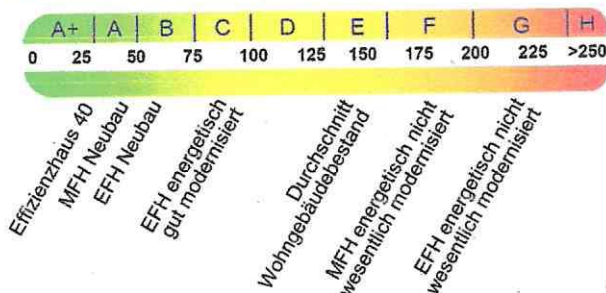 A+ A B C D E F G H
0 25 50 75 100 125 150 175 200 225 >250
Effizienzhaus 40
MFH Neubau
EFH Neubau
EFH energetisch
gut modernisiert
Durchschnitt
Wohngebäudebestand
MFH energetisch nicht
wesentlich modernisiert
EFH energetisch nicht
wesentlich modernisiert